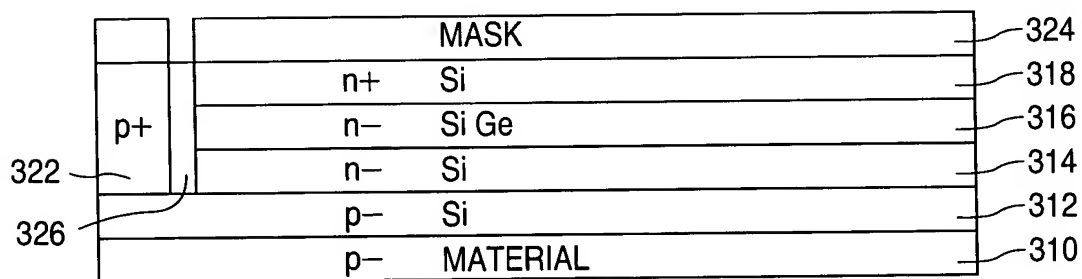 MASK 324
n+ Si 318
p+ n– Si Ge 316
322 n– Si 314
326 p– Si 312
p– MATERIAL 310